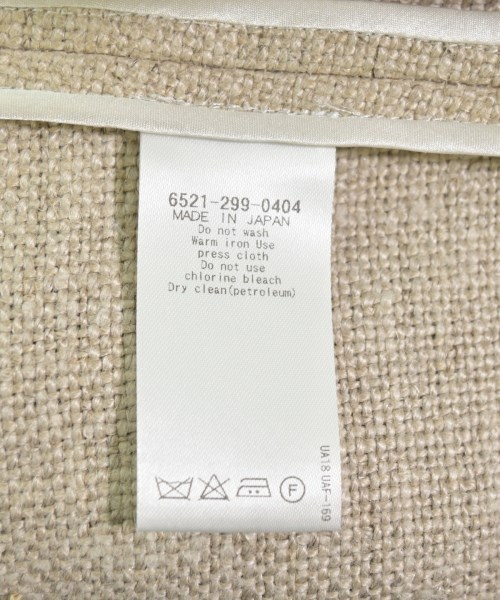 6521-299-0404
MADE IN JAPAN
Do not wash
Warm iron Use
press cloth
Do not use
chlorine bleach
Dry clean(petroleum)
F
UA18 UAF-169